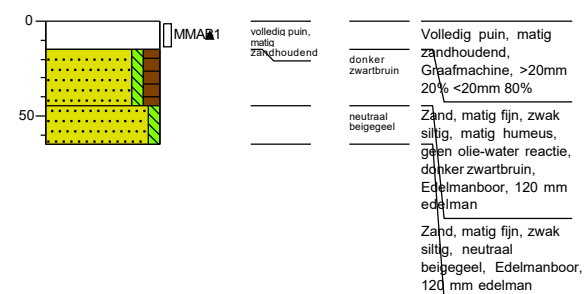 0
50
MMAR1
volledig puin,
matig
zandhoudend
donker
zwartbruin
neutraal
beigegeel
Volledig puin, matig
zandhoudend,
Graafmachine, >20mm
20% <20mm 80%
Zand, matig fijn, zwak
siltig, matig humeus,
geen olie-water reactie,
donker zwartbruin,
Edelmanboor, 120 mm
edelman
Zand, matig fijn, zwak
siltig, neutraal
beigegeel, Edelmanboor,
120 mm edelman